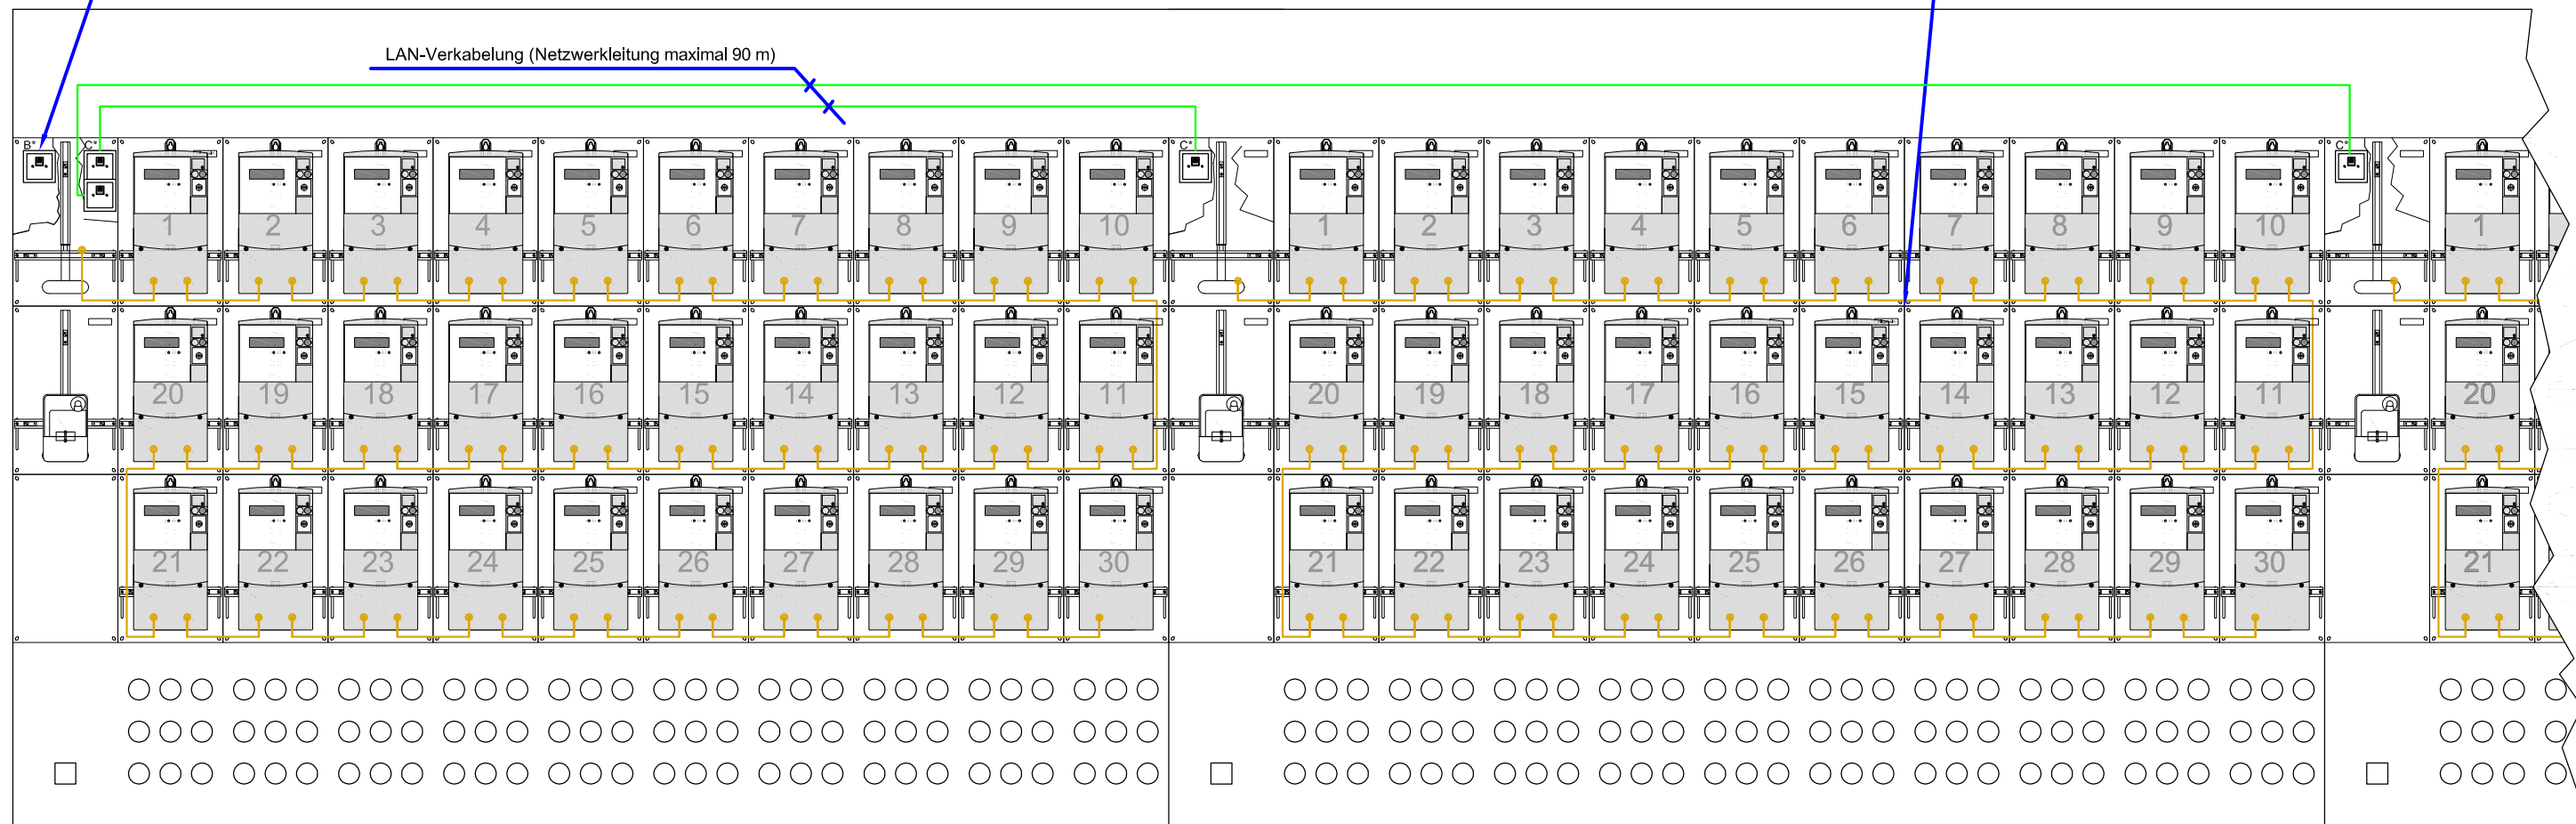 LAN-Verkabelung (Netzwerkleitung maximal 90 m)
B* C* C* C*
1 2 3 4 5 6 7 8 9 10 1 2 3 4 5 6 7 8 9 10 1
20 19 18 17 16 15 14 13 12 11 20 19 18 17 16 15 14 13 12 11 20
21 22 23 24 25 26 27 28 29 30 21 22 23 24 25 26 27 28 29 30 21